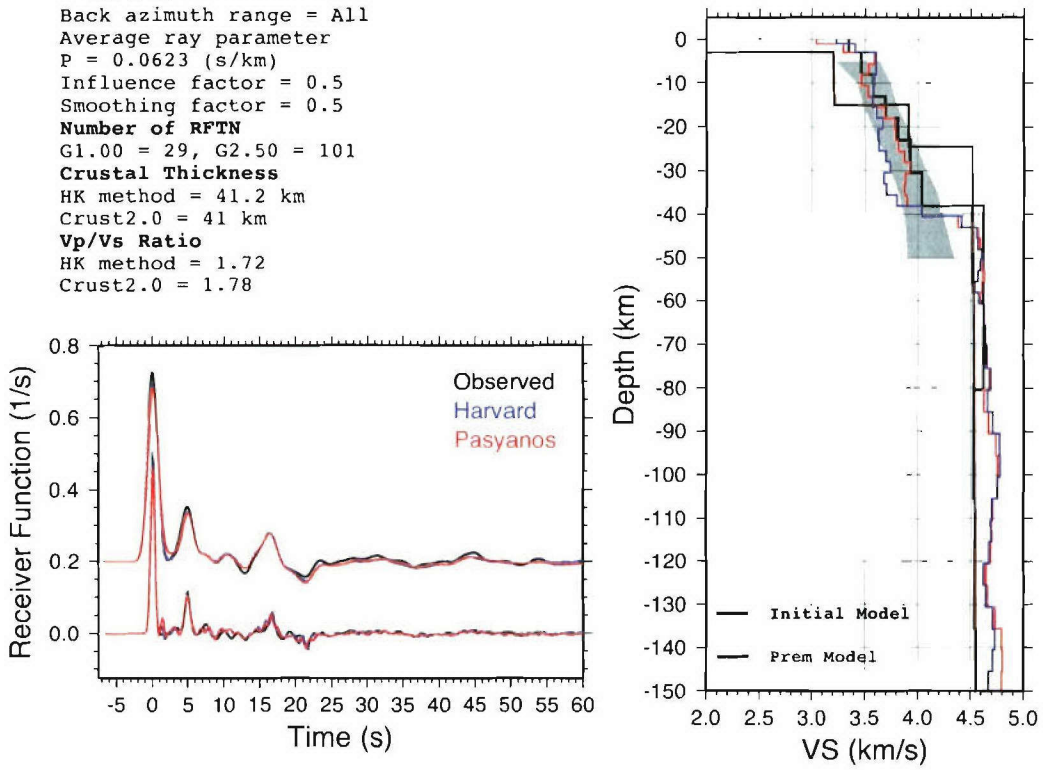 Back azimuth range = All
Average ray parameter
P = 0.0623 (s/km)
Influence factor = 0.5
Smoothing factor = 0.5
Number of RFTN
G1.00 = 29, G2.50 = 101
Crustal Thickness
HK method = 41.2 km
Crust2.0 = 41 km
Vp/Vs Ratio
HK method = 1.72
Crust2.0 = 1.78
Receiver Function (1/s)
0.8
0.6
0.4
0.2
0.0
Observed
Harvard
Pasyanos
-5 0 5 10 15 20 25 30 35 40 45 50 55 60
Time (s)
Depth (km)
0
-10
-20
-30
-40
-50
-60
-70
-80
-90
-100
-110
-120
-130
-140
-150
Initial Model
Prem Model
2.0 2.5 3.0 3.5 4.0 4.5 5.0
VS (km/s)